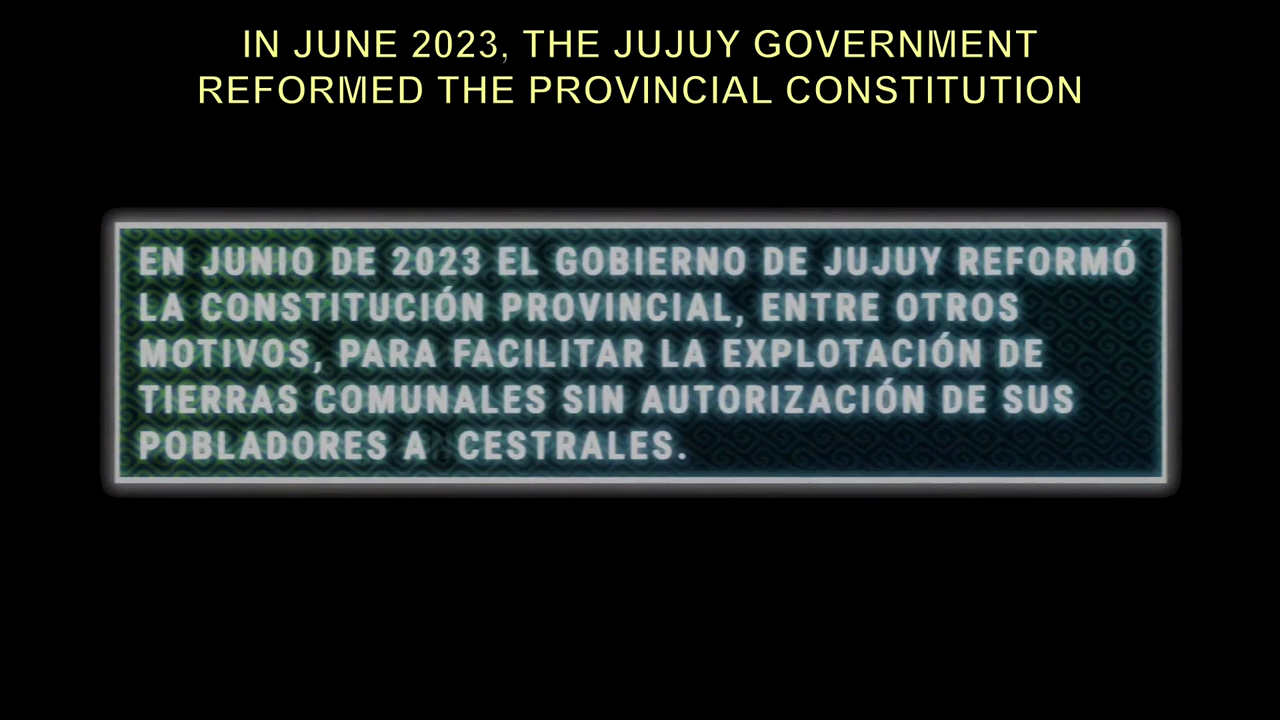 IN JUNE 2023, THE JUJUY GOVERNMENT
REFORMED THE PROVINCIAL CONSTITUTION
EN JUNIO DE 2023 EL GOBIERNO DE JUJUY REFORMÓ
LA CONSTITUCIÓN PROVINCIAL, ENTRE OTROS
MOTIVOS, PARA FACILITAR LA EXPLOTACIÓN DE
TIERRAS COMUNALES SIN AUTORIZACIÓN DE SUS
POBLADORES A CESTRALES.